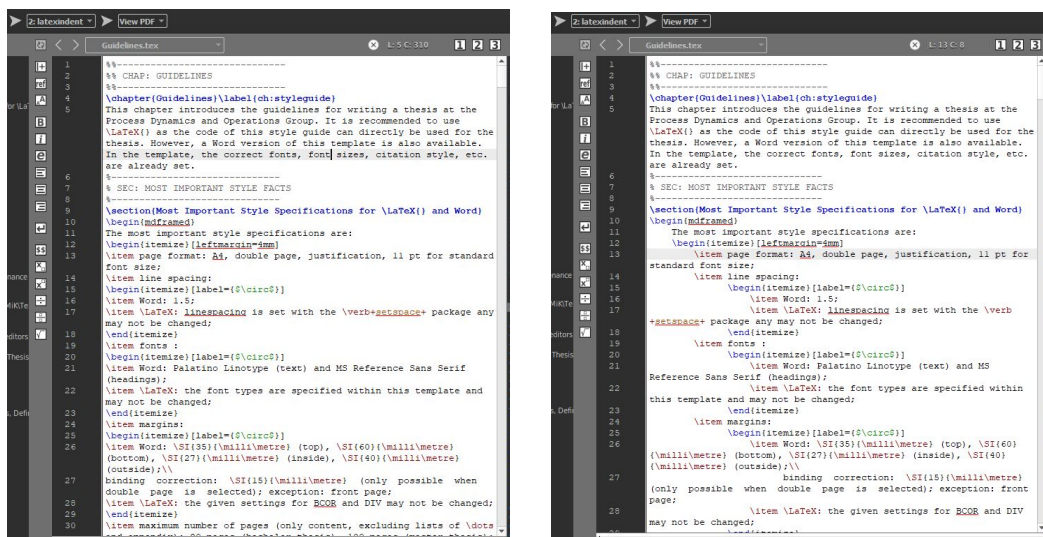 2: latexindent
View PDF
Guidelines.tex
L: 5 C: 310
1 2 3
1 %%------------------------------
2 %% CHAP: GUIDELINES
3 %%------------------------------
4 \chapter{Guidelines}\label{ch:styleguide}
5 This chapter introduces the guidelines for writing a thesis at the
Process Dynamics and Operations Group. It is recommended to use
\LaTeX{} as the code of this style guide can directly be used for the
thesis. However, a Word version of this template is also available.
In the template, the correct fonts, font sizes, citation style, etc.
are already set.
6 %------------------------------
7 % SEC: MOST IMPORTANT STYLE FACTS
8 %------------------------------
9 \section{Most Important Style Specifications for \LaTeX{} and Word}
10 \begin{mdframed}
11 The most important style specifications are:
12 \begin{itemize}[leftmargin=4mm]
13 \item page format: A4, double page, justification, 11 pt for standard
font size;
14 \item line spacing:
15 \begin{itemize}[label={$\circ$}]
16 \item Word: 1.5;
17 \item \LaTeX: linespacing is set with the \verb+setspace+ package any
may not be changed;
18 \end{itemize}
19 \item fonts :
20 \begin{itemize}[label={$\circ$}]
21 \item Word: Palatino Linotype (text) and MS Reference Sans Serif
(headings);
22 \item \LaTeX: the font types are specified within this template and
may not be changed;
23 \end{itemize}
24 \item margins:
25 \begin{itemize}[label={$\circ$}]
26 \item Word: \SI{35}{\milli\metre} (top), \SI{60}{\milli\metre}
(bottom), \SI{27}{\milli\metre} (inside), \SI{40}{\milli\metre}
(outside);\\
27 binding correction: \SI{15}{\milli\metre} (only possible when
double page is selected); exception: front page;
28 \item \LaTeX: the given settings for BCOR and DIV may not be changed;
29 \end{itemize}
30 \item maximum number of pages (only content, excluding lists of \dots
2: latexindent
View PDF
Guidelines.tex
L: 13 C: 8
1 2 3
1 %%------------------------------
2 %% CHAP: GUIDELINES
3 %%------------------------------
4 \chapter{Guidelines}\label{ch:styleguide}
5 This chapter introduces the guidelines for writing a thesis at the
Process Dynamics and Operations Group. It is recommended to use
\LaTeX{} as the code of this style guide can directly be used for the
thesis. However, a Word version of this template is also available.
In the template, the correct fonts, font sizes, citation style, etc.
are already set.
6 %------------------------------
7 % SEC: MOST IMPORTANT STYLE FACTS
8 %------------------------------
9 \section{Most Important Style Specifications for \LaTeX{} and Word}
10 \begin{mdframed}
11 The most important style specifications are:
12 \begin{itemize}[leftmargin=4mm]
13 \item page format: A4, double page, justification, 11 pt for
standard font size;
14 \item line spacing:
15 \begin{itemize}[label={$\circ$}]
16 \item Word: 1.5;
17 \item \LaTeX: linespacing is set with the \verb
+setspace+ package any may not be changed;
18 \end{itemize}
19 \item fonts :
20 \begin{itemize}[label={$\circ$}]
21 \item Word: Palatino Linotype (text) and MS
Reference Sans Serif (headings);
22 \item \LaTeX: the font types are specified within
this template and may not be changed;
23 \end{itemize}
24 \item margins:
25 \begin{itemize}[label={$\circ$}]
26 \item Word: \SI{35}{\milli\metre} (top), \SI{60}
{\milli\metre} (bottom), \SI{27}{\milli\metre} (inside), \SI{40}
{\milli\metre} (outside);\\
27 binding correction: \SI{15}{\milli\metre}
(only possible when double page is selected); exception: front
page;
28 \item \LaTeX: the given settings for BCOR and DIV
may not be changed;